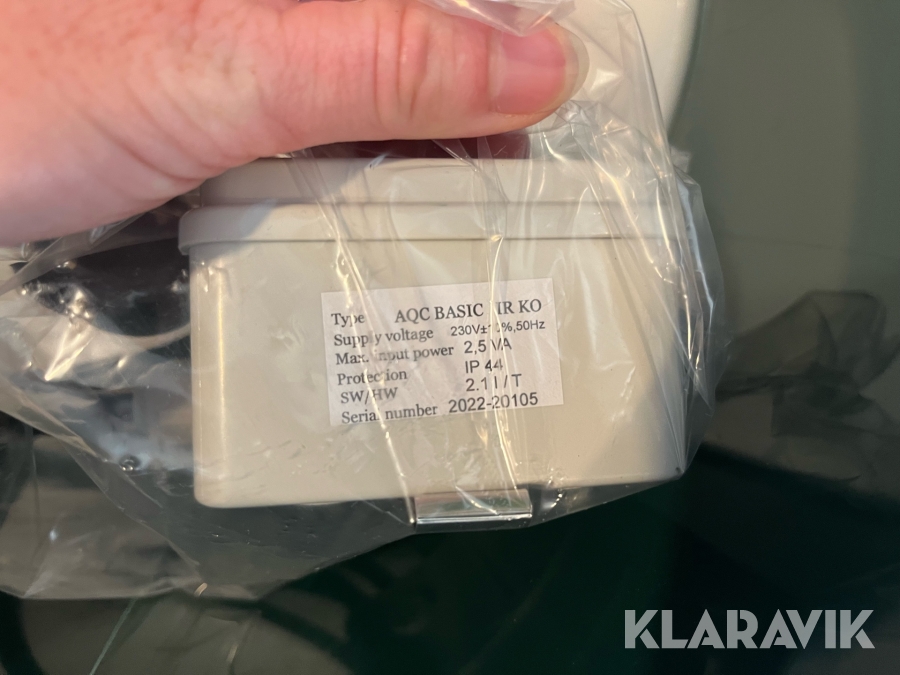 Type AQC BASIC IR KO
Supply voltage 230V±10%,50Hz
Max. input power 2,5 VA
Protection IP 44
SW/HW 2.1 I / T
Serial number 2022-20105
KLARAVIK